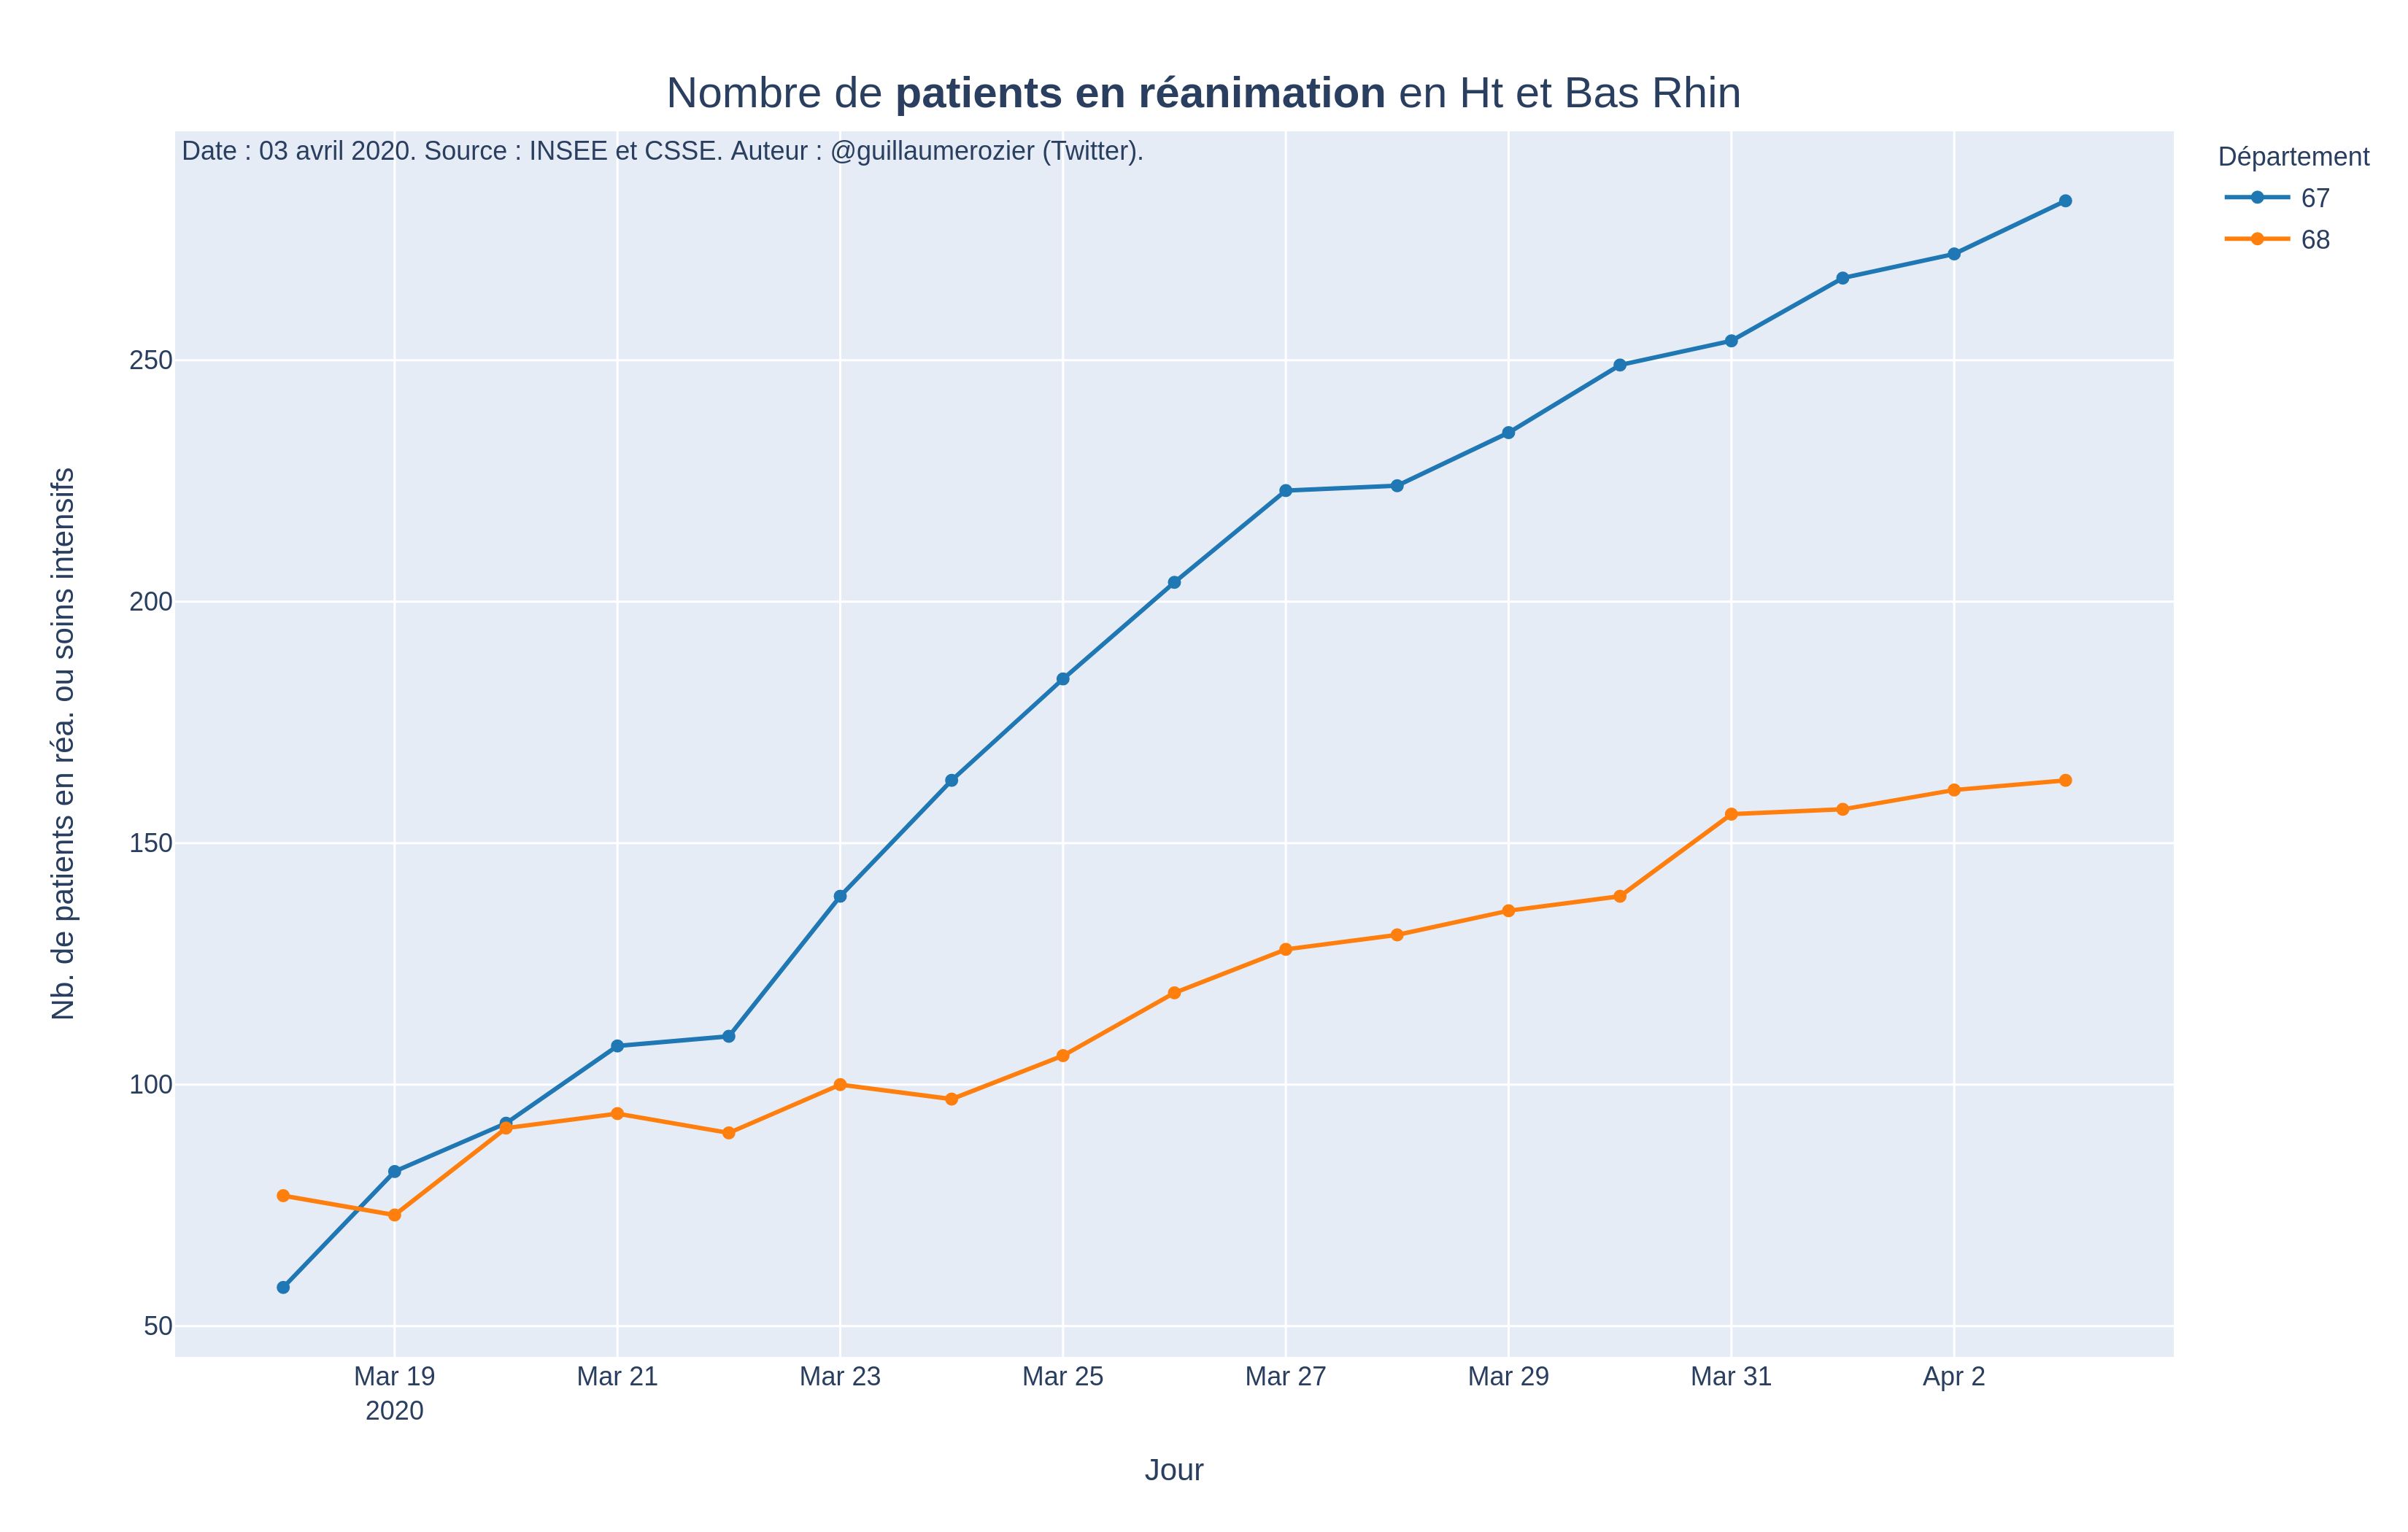 Nombre de patients en réanimation en Ht et Bas Rhin
Date : 03 avril 2020. Source : INSEE et CSSE. Auteur : @guillaumerozier (Twitter).
Département
67
68
Nb. de patients en réa. ou soins intensifs
250
200
150
100
50
Mar 19 Mar 21 Mar 23 Mar 25 Mar 27 Mar 29 Mar 31 Apr 2
2020
Jour